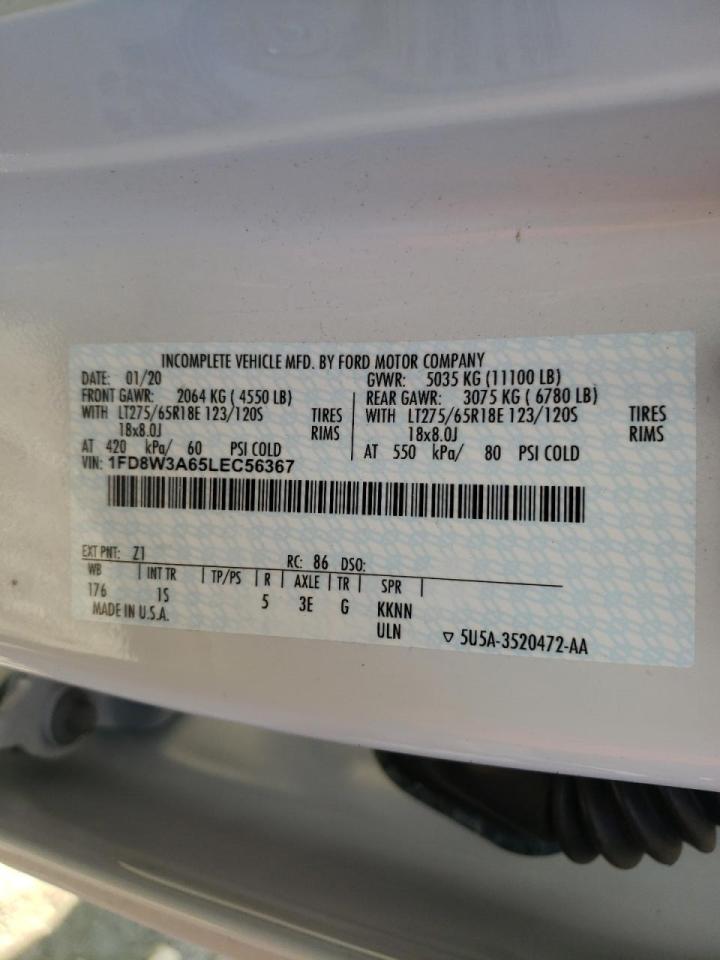 INCOMPLETE VEHICLE MFD. BY FORD MOTOR COMPANY
DATE: 01/20 GVWR: 5035 KG (11100 LB)
FRONT GAWR: 2064 KG ( 4550 LB) REAR GAWR: 3075 KG ( 6780 LB)
WITH LT275/65R18E 123/120S TIRES WITH LT275/65R18E 123/120S TIRES
18x8.0J RIMS 18x8.0J RIMS
AT 420 kPa/ 60 PSI COLD AT 550 kPa/ 80 PSI COLD
VIN: 1FD8W3A65LEC56367
EXT PNT: Z1 RC: 86 DSO:
WB INT TR TP/PS R AXLE TR SPR
176 1S 5 3E G KKNN
MADE IN U.S.A. ULN ▽ 5U5A-3520472-AA